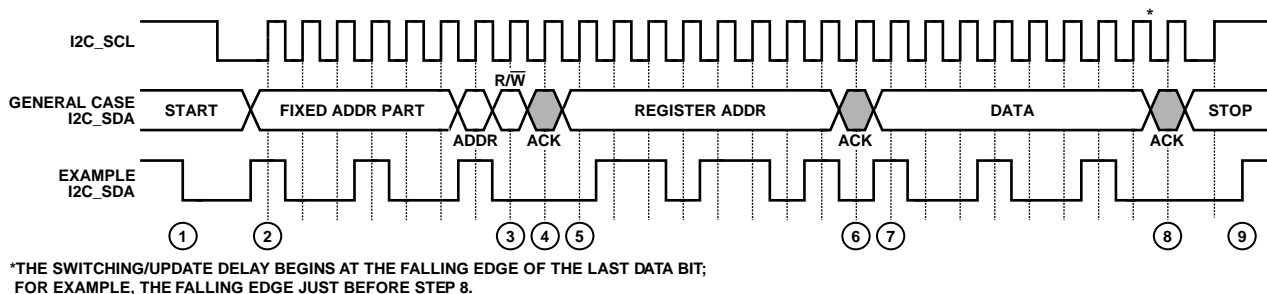 *
I2C_SCL
R/W
GENERAL CASE
I2C_SDA
START
FIXED ADDR PART
REGISTER ADDR
DATA
STOP
ADDR
ACK
ACK
ACK
EXAMPLE
I2C_SDA
1
2
3
4
5
6
7
8
9
*THE SWITCHING/UPDATE DELAY BEGINS AT THE FALLING EDGE OF THE LAST DATA BIT;
FOR EXAMPLE, THE FALLING EDGE JUST BEFORE STEP 8.